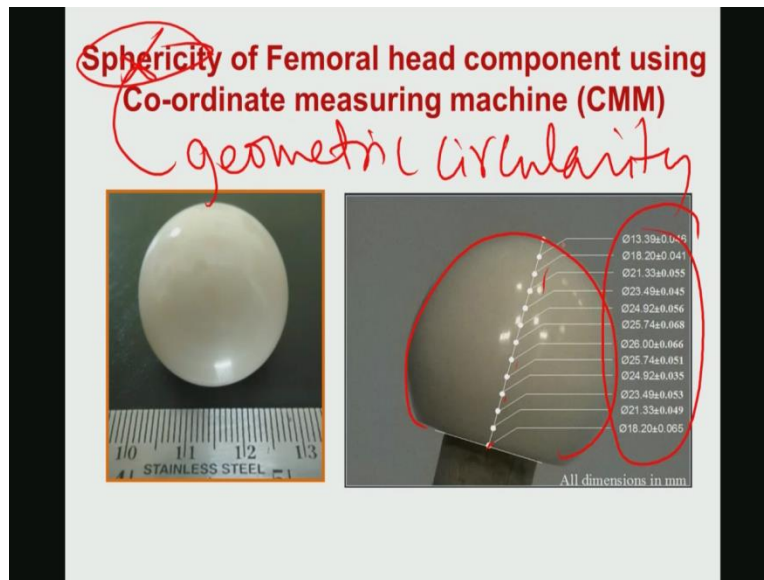 Sphericity of Femoral head component using
Co-ordinate measuring machine (CMM)
geometric circularity
Ø13.39±0.046
Ø18.20±0.041
Ø21.33±0.055
Ø23.49±0.045
Ø24.92±0.056
Ø25.74±0.068
Ø26.00±0.066
Ø25.74±0.051
Ø24.92±0.035
Ø23.49±0.053
Ø21.33±0.049
Ø18.20±0.065
10 11 12 13
STAINLESS STEEL
All dimensions in mm